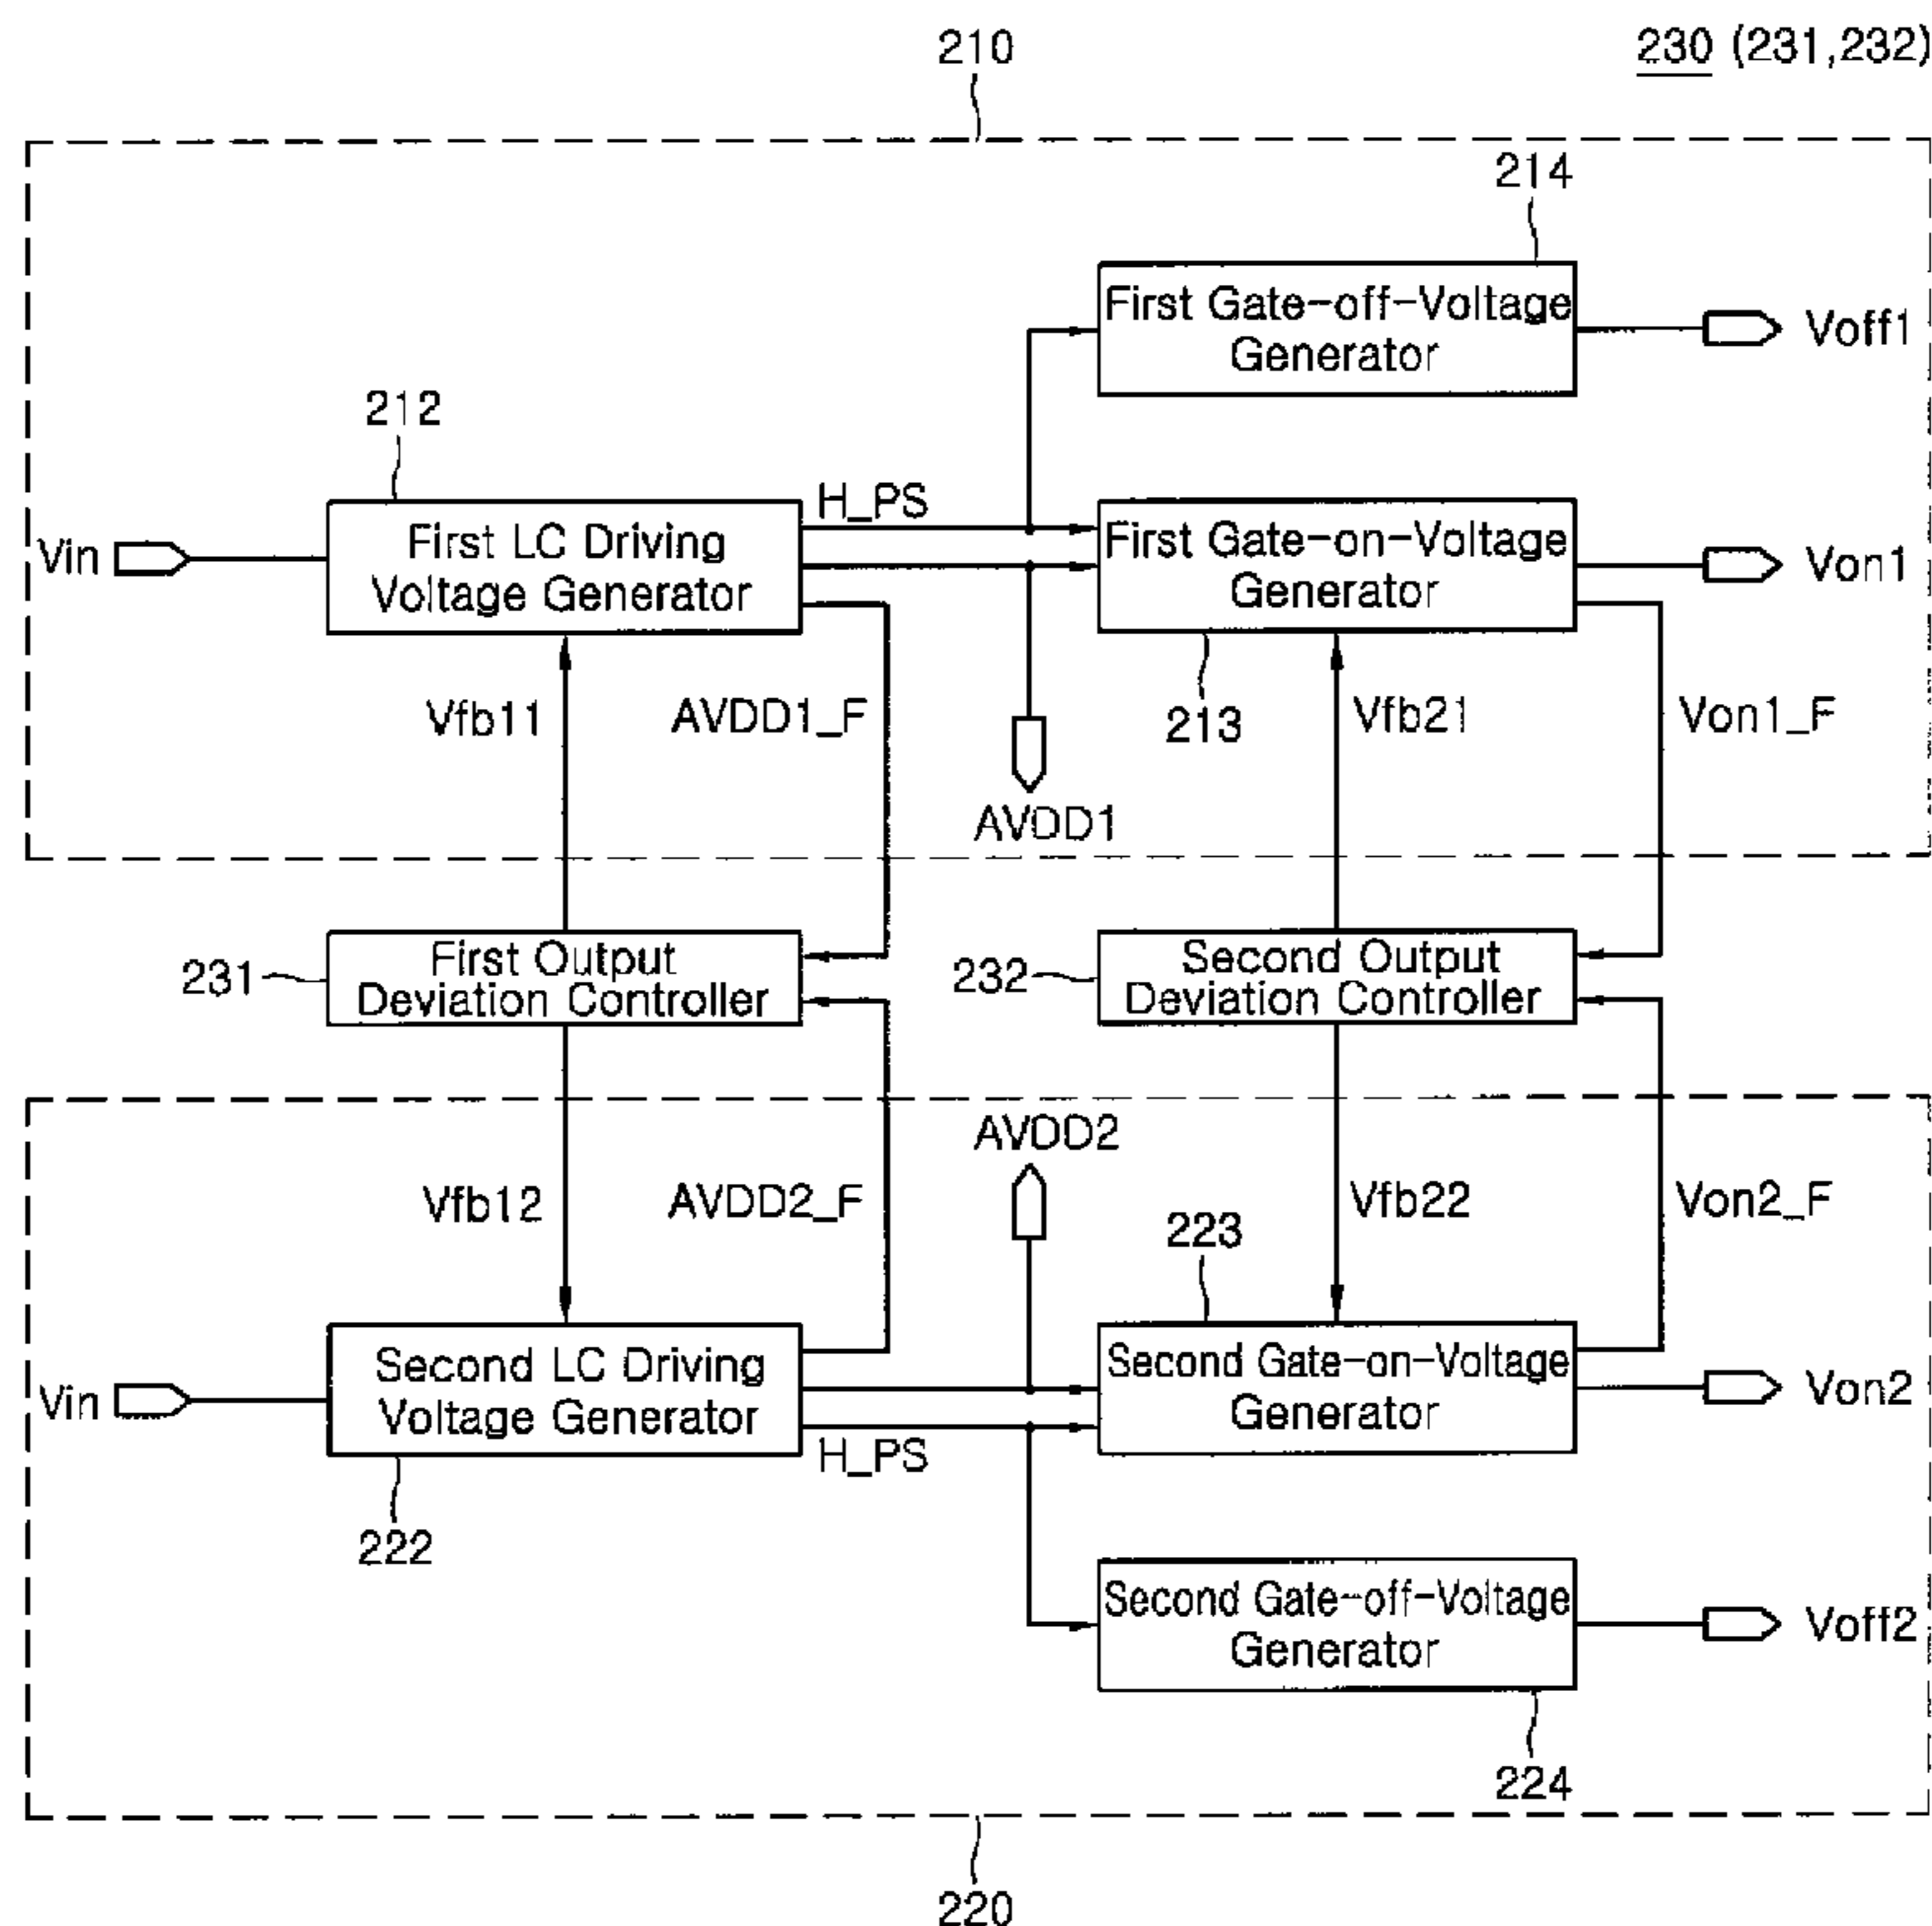 210
230 (231,232)
214
First Gate-off-Voltage
Generator
Voff1
212
H_PS
Vin
First LC Driving
Voltage Generator
First Gate-on-Voltage
Generator
Von1
Vfb11
AVDD1_F
213
Vfb21
Von1_F
AVDD1
231
First Output
Deviation Controller
232
Second Output
Deviation Controller
AVDD2
Vfb12
AVDD2_F
223
Vfb22
Von2_F
Vin
Second LC Driving
Voltage Generator
Second Gate-on-Voltage
Generator
Von2
H_PS
222
Second Gate-off-Voltage
Generator
Voff2
224
220